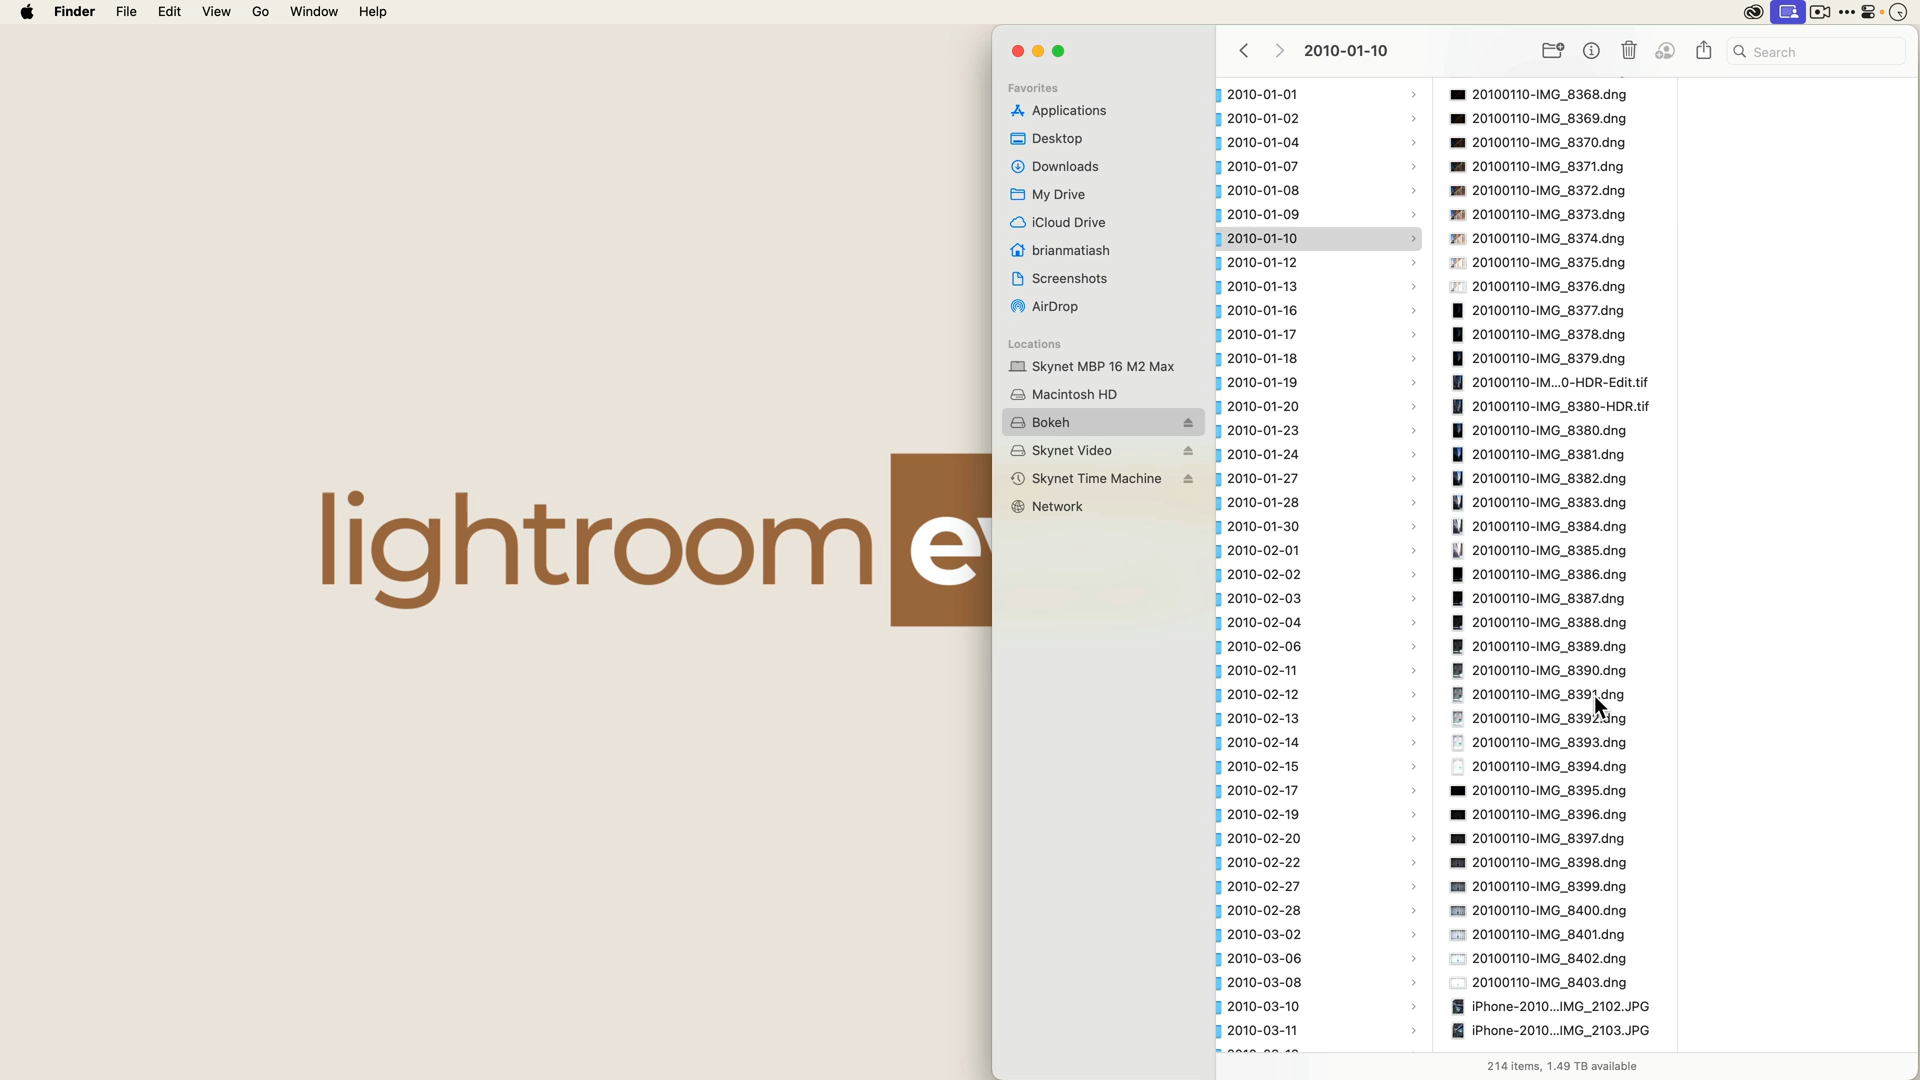 Finder File Edit View Go Window Help
lightroom e
2010-01-10
Search
Favorites
Applications
Desktop
Downloads
My Drive
iCloud Drive
brianmatiash
Screenshots
AirDrop
Locations
Skynet MBP 16 M2 Max
Macintosh HD
Bokeh
Skynet Video
Skynet Time Machine
Network
2010-01-01
2010-01-02
2010-01-04
2010-01-07
2010-01-08
2010-01-09
2010-01-10
2010-01-12
2010-01-13
2010-01-16
2010-01-17
2010-01-18
2010-01-19
2010-01-20
2010-01-23
2010-01-24
2010-01-27
2010-01-28
2010-01-30
2010-02-01
2010-02-02
2010-02-03
2010-02-04
2010-02-06
2010-02-11
2010-02-12
2010-02-13
2010-02-14
2010-02-15
2010-02-17
2010-02-19
2010-02-20
2010-02-22
2010-02-27
2010-02-28
2010-03-02
2010-03-06
2010-03-08
2010-03-10
2010-03-11
20100110-IMG_8368.dng
20100110-IMG_8369.dng
20100110-IMG_8370.dng
20100110-IMG_8371.dng
20100110-IMG_8372.dng
20100110-IMG_8373.dng
20100110-IMG_8374.dng
20100110-IMG_8375.dng
20100110-IMG_8376.dng
20100110-IMG_8377.dng
20100110-IMG_8378.dng
20100110-IMG_8379.dng
20100110-IM...0-HDR-Edit.tif
20100110-IMG_8380-HDR.tif
20100110-IMG_8380.dng
20100110-IMG_8381.dng
20100110-IMG_8382.dng
20100110-IMG_8383.dng
20100110-IMG_8384.dng
20100110-IMG_8385.dng
20100110-IMG_8386.dng
20100110-IMG_8387.dng
20100110-IMG_8388.dng
20100110-IMG_8389.dng
20100110-IMG_8390.dng
20100110-IMG_8391.dng
20100110-IMG_8392.dng
20100110-IMG_8393.dng
20100110-IMG_8394.dng
20100110-IMG_8395.dng
20100110-IMG_8396.dng
20100110-IMG_8397.dng
20100110-IMG_8398.dng
20100110-IMG_8399.dng
20100110-IMG_8400.dng
20100110-IMG_8401.dng
20100110-IMG_8402.dng
20100110-IMG_8403.dng
iPhone-2010...IMG_2102.JPG
iPhone-2010...IMG_2103.JPG
214 items, 1.49 TB available